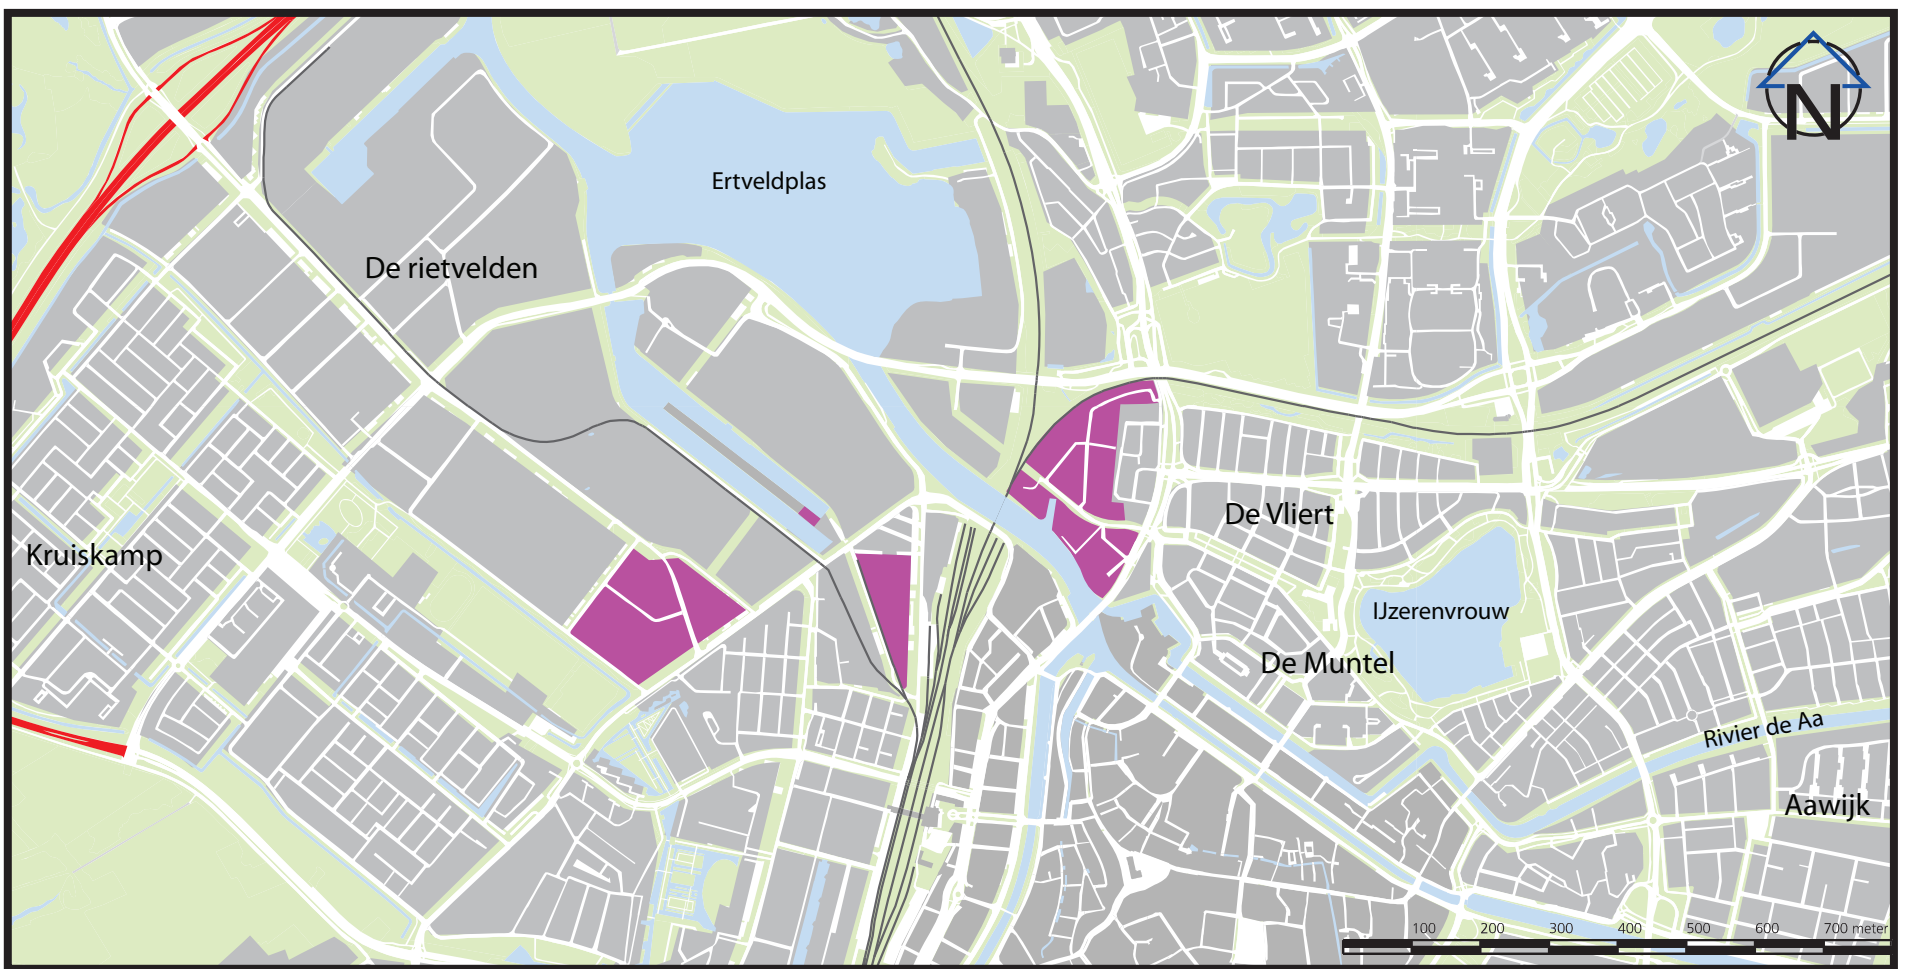 N
Ertveldplas
De rietvelden
De Vliert
Kruiskamp
IJzerenvrouw
De Muntel
Rivier de Aa
Aawijk
100 200 300 400 500 600 700 meter